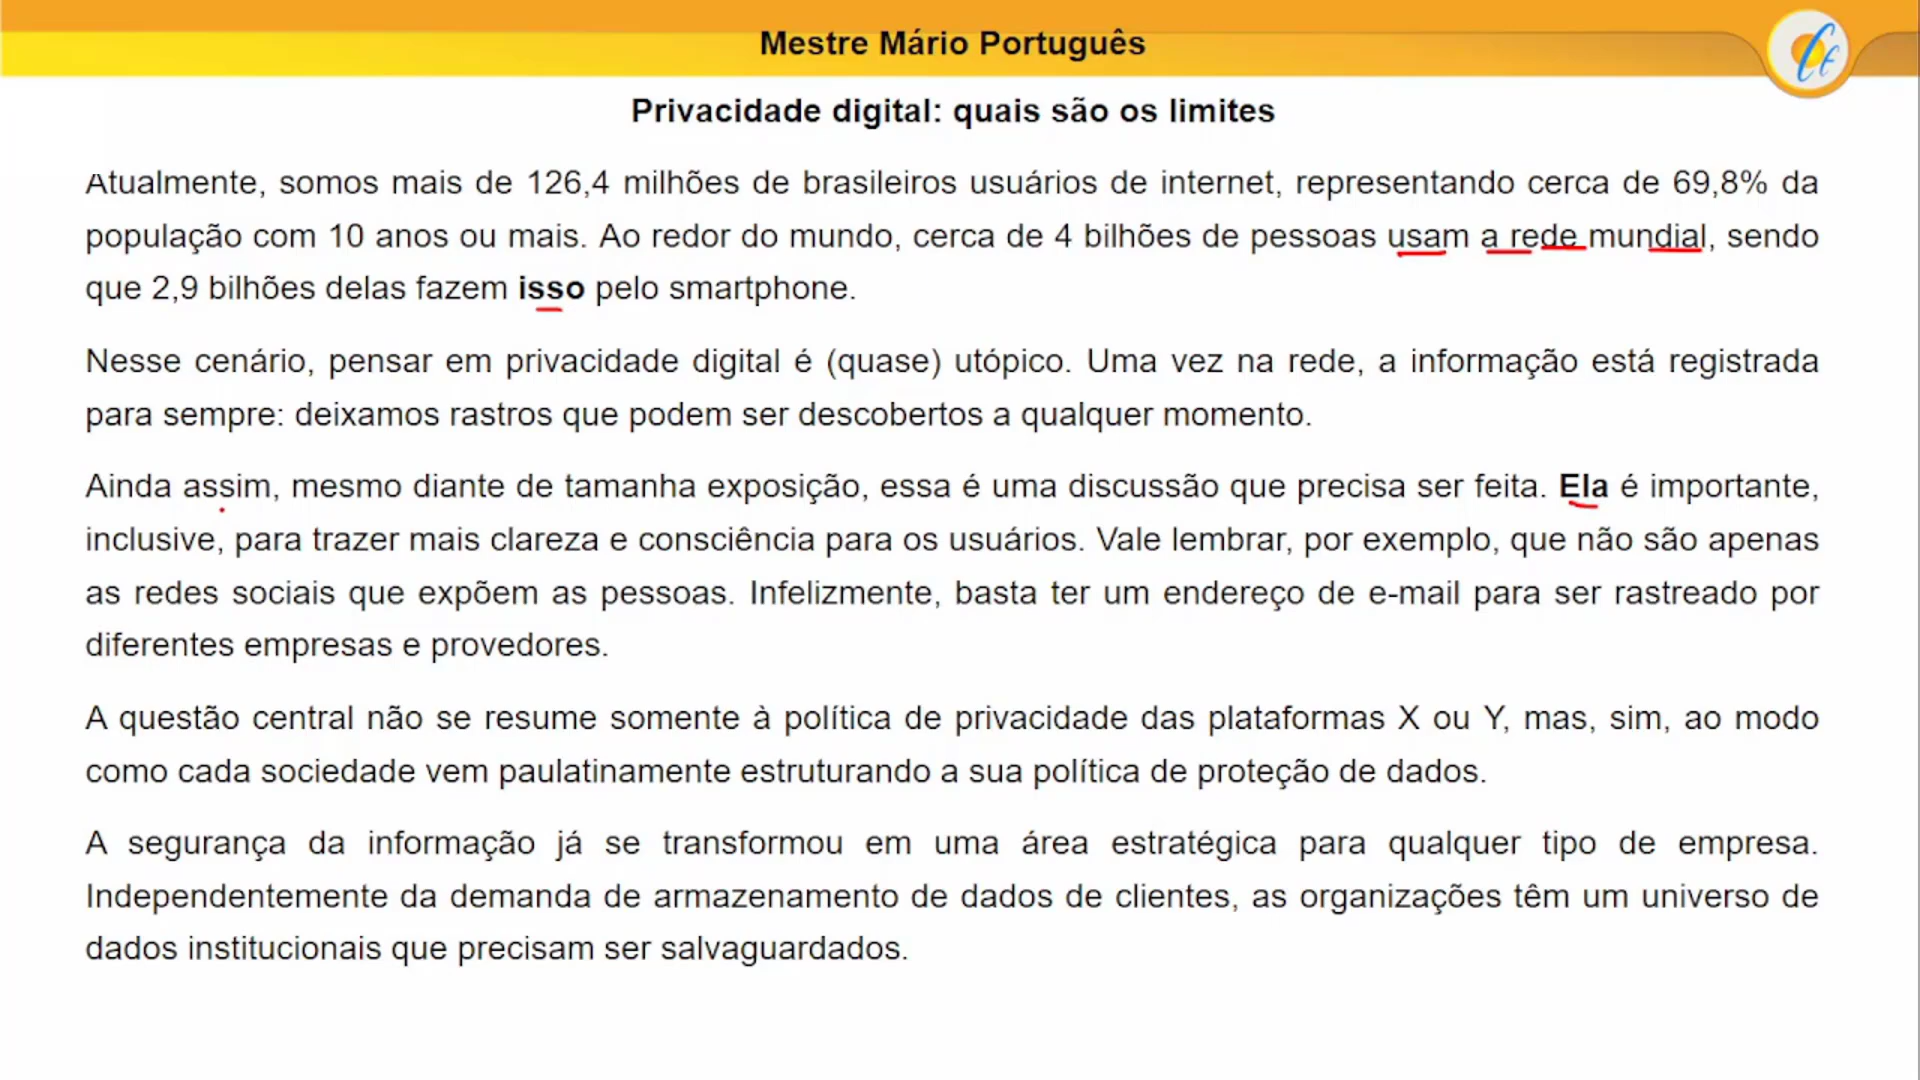 Mestre Mário Português
Privacidade digital: quais são os limites
Atualmente, somos mais de 126,4 milhões de brasileiros usuários de internet, representando cerca de 69,8% da
população com 10 anos ou mais. Ao redor do mundo, cerca de 4 bilhões de pessoas usam a rede mundial, sendo
que 2,9 bilhões delas fazem isso pelo smartphone.
Nesse cenário, pensar em privacidade digital é (quase) utópico. Uma vez na rede, a informação está registrada
para sempre: deixamos rastros que podem ser descobertos a qualquer momento.
Ainda assim, mesmo diante de tamanha exposição, essa é uma discussão que precisa ser feita. Ela é importante,
inclusive, para trazer mais clareza e consciência para os usuários. Vale lembrar, por exemplo, que não são apenas
as redes sociais que expõem as pessoas. Infelizmente, basta ter um endereço de e-mail para ser rastreado por
diferentes empresas e provedores.
A questão central não se resume somente à política de privacidade das plataformas X ou Y, mas, sim, ao modo
como cada sociedade vem paulatinamente estruturando a sua política de proteção de dados.
A segurança da informação já se transformou em uma área estratégica para qualquer tipo de empresa.
Independentemente da demanda de armazenamento de dados de clientes, as organizações têm um universo de
dados institucionais que precisam ser salvaguardados.